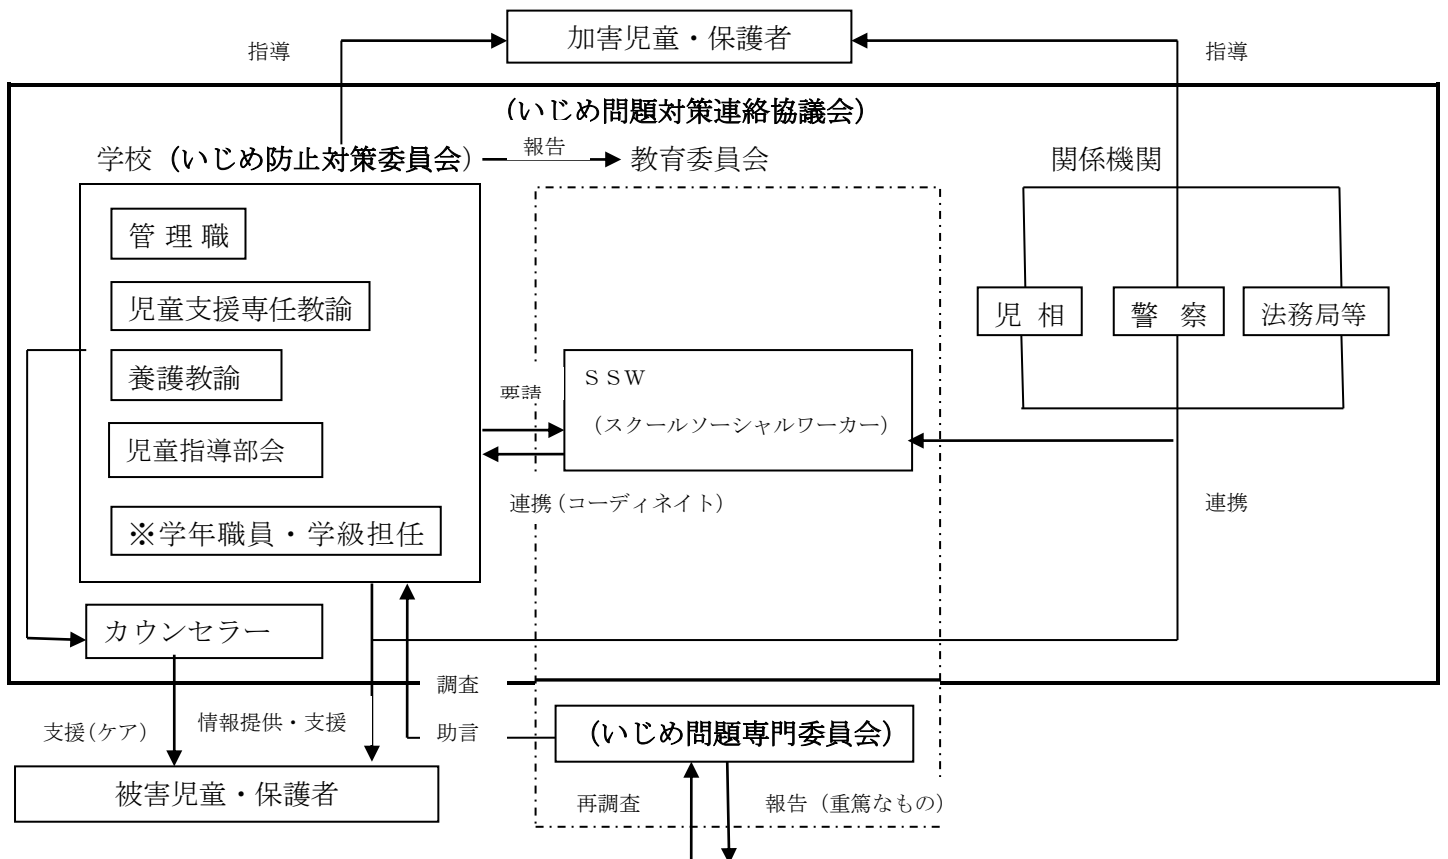 加害児童・保護者
指導
指導
(いじめ問題対策連絡協議会)
学校 (いじめ防止対策委員会)
報告
教育委員会
関係機関
管 理 職
児童支援専任教諭
養護教諭
児童指導部会
※学年職員・学級担任
児 相
警 察
法務局等
要請
ＳＳＷ
(スクールソーシャルワーカー)
連携(コーディネイト)
連携
カウンセラー
調査
助言
支援(ケア)
情報提供・支援
(いじめ問題専門委員会)
被害児童・保護者
再調査
報告 (重篤なもの)